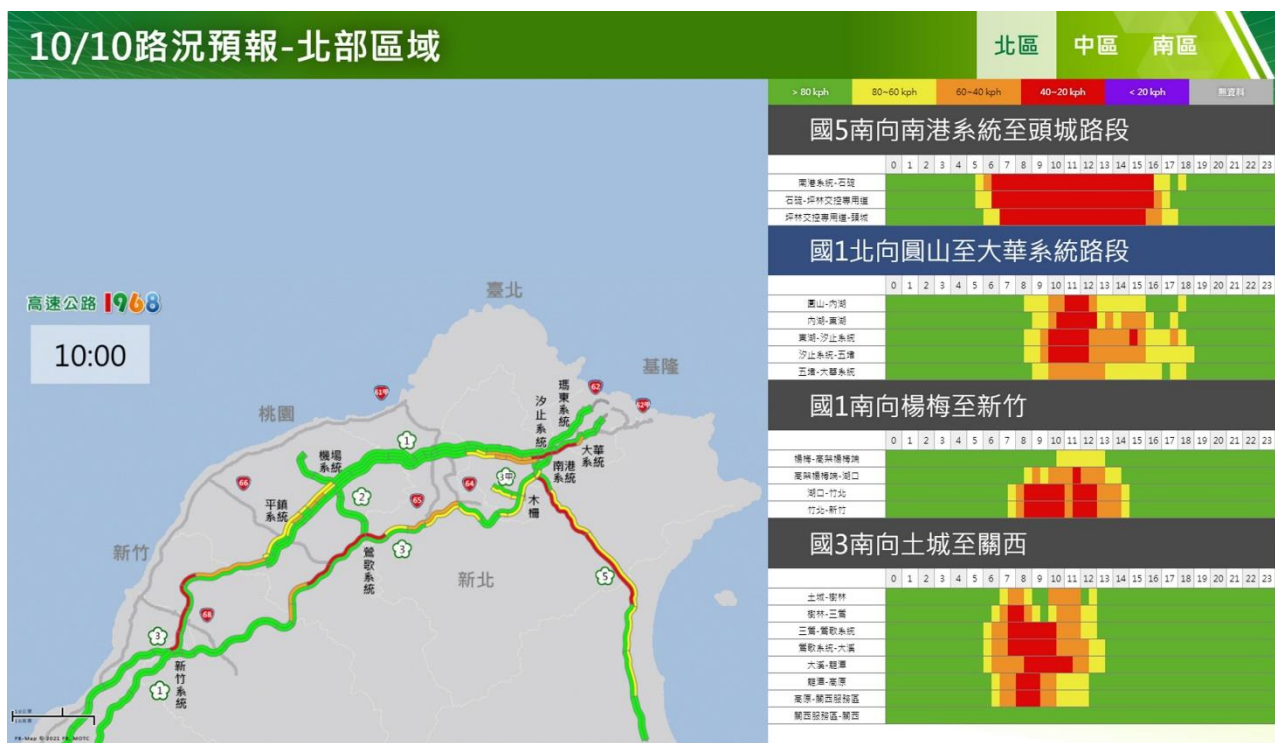 10/10路況預報-北部區域
北區 中區 南區
> 80 kph 80~60 kph 60~40 kph 40~20 kph < 20 kph 無資料
國5南向南港系統至頭城路段
0 1 2 3 4 5 6 7 8 9 10 11 12 13 14 15 16 17 18 19 20 21 22 23
南港系統-石碇
石碇-坪林交控專用道
坪林交控專用道-頭城
國1北向圓山至大華系統路段
0 1 2 3 4 5 6 7 8 9 10 11 12 13 14 15 16 17 18 19 20 21 22 23
圓山-內湖
內湖-東湖
東湖-汐止系統
汐止系統-五堵
五堵-大華系統
國1南向楊梅至新竹
0 1 2 3 4 5 6 7 8 9 10 11 12 13 14 15 16 17 18 19 20 21 22 23
楊梅-高架楊梅端
高架楊梅端-湖口
湖口-竹北
竹北-新竹
國3南向土城至關西
0 1 2 3 4 5 6 7 8 9 10 11 12 13 14 15 16 17 18 19 20 21 22 23
土城-樹林
樹林-三鶯
三鶯-鶯歌系統
鶯歌系統-大溪
大溪-龍潭
龍潭-高原
高原-關西服務區
關西服務區-關西
高速公路1968
10:00
臺北
基隆
桃園
新竹
新北
61甲
62
62甲
瑪東系統
汐止系統
大華系統
南港系統
機場系統
平鎮系統
鶯歌系統
木柵
新竹系統
1
2
3甲
64
65
66
3
5
68
3
1
PB-Map © 2021 PB, MOTC